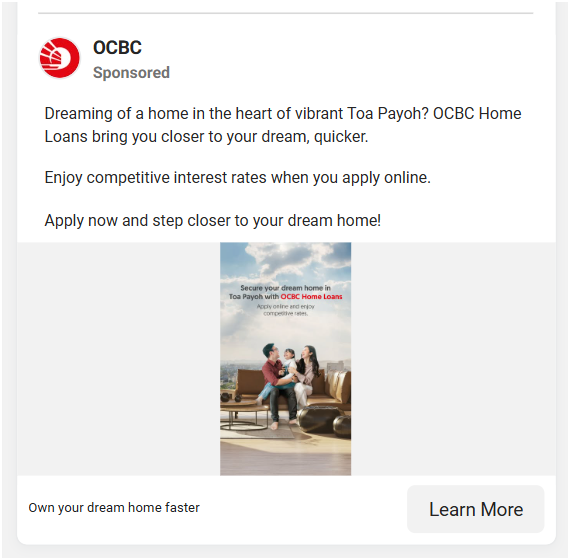 OCBC
Sponsored
Dreaming of a home in the heart of vibrant Toa Payoh? OCBC Home
Loans bring you closer to your dream, quicker.
Enjoy competitive interest rates when you apply online.
Apply now and step closer to your dream home!
Secure your dream home in
Toa Payoh with OCBC Home Loans
Apply online and enjoy
competitive rates.
Own your dream home faster
Learn More